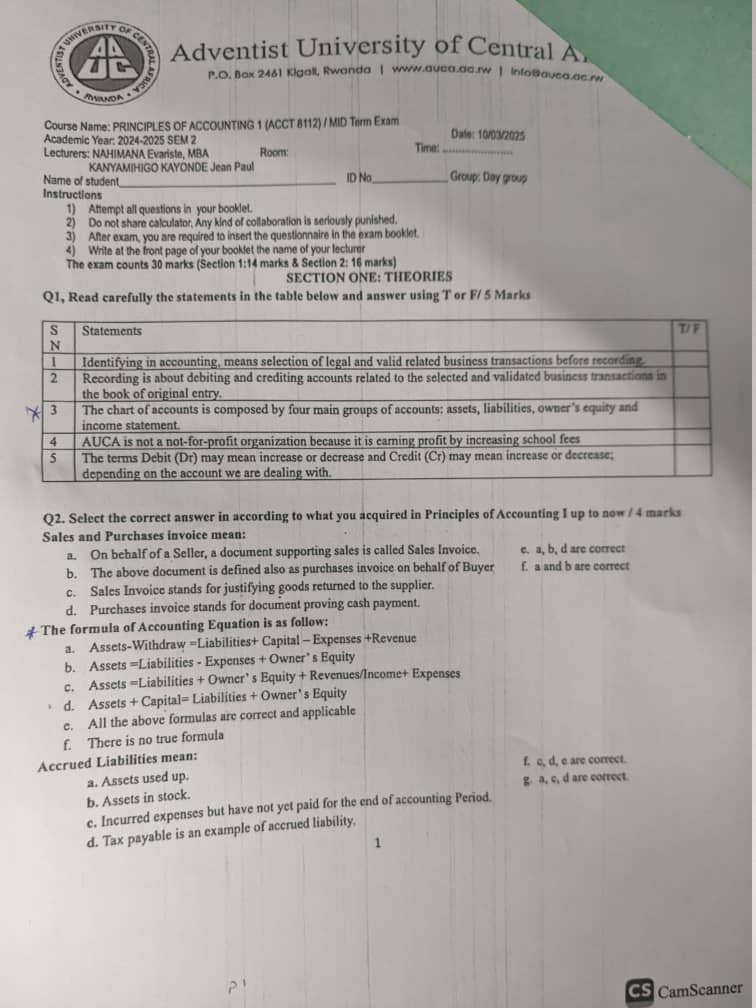 ADVENTIST UNIVERSITY OF CENTRAL AFRICA
RWANDA
Adventist University of Central A
P.O. Box 2461 Kigali, Rwanda | www.auca.ac.rw | info@auca.ac.rw
Course Name: PRINCIPLES OF ACCOUNTING 1 (ACCT 8112) / MID Term Exam
Academic Year: 2024-2025 SEM 2 Date: 10/03/2025
Lecturers: NAHIMANA Evariste, MBA Room: Time: ....................
KANYAMIHIGO KAYONDE Jean Paul
Name of student ID No Group: Day group
Instructions
1) Attempt all questions in your booklet.
2) Do not share calculator, Any kind of collaboration is seriously punished.
3) After exam, you are required to insert the questionnaire in the exam booklet.
4) Write at the front page of your booklet the name of your lecturer
The exam counts 30 marks (Section 1:14 marks & Section 2: 16 marks)
SECTION ONE: THEORIES
Q1, Read carefully the statements in the table below and answer using T or F/ 5 Marks
S N Statements T/ F
1 Identifying in accounting, means selection of legal and valid related business transactions before recording.
2 Recording is about debiting and crediting accounts related to the selected and validated business transactions in
the book of original entry.
3 The chart of accounts is composed by four main groups of accounts: assets, liabilities, owner's equity and
income statement.
4 AUCA is not a not-for-profit organization because it is earning profit by increasing school fees
5 The terms Debit (Dr) may mean increase or decrease and Credit (Cr) may mean increase or decrease;
depending on the account we are dealing with.
Q2. Select the correct answer in according to what you acquired in Principles of Accounting I up to now / 4 marks
Sales and Purchases invoice mean:
a. On behalf of a Seller, a document supporting sales is called Sales Invoice. e. a, b, d are correct
b. The above document is defined also as purchases invoice on behalf of Buyer f. a and b are correct
c. Sales Invoice stands for justifying goods returned to the supplier.
d. Purchases invoice stands for document proving cash payment.
The formula of Accounting Equation is as follow:
a. Assets-Withdraw =Liabilities+ Capital – Expenses +Revenue
b. Assets =Liabilities - Expenses + Owner's Equity
c. Assets =Liabilities + Owner's Equity + Revenues/Income+ Expenses
d. Assets + Capital= Liabilities + Owner's Equity
e. All the above formulas are correct and applicable
f. There is no true formula
Accrued Liabilities mean:
a. Assets used up. f. c, d, e are correct.
b. Assets in stock. g. a, c, d are correct.
c. Incurred expenses but have not yet paid for the end of accounting Period.
d. Tax payable is an example of accrued liability.
1
P1
CS CamScanner